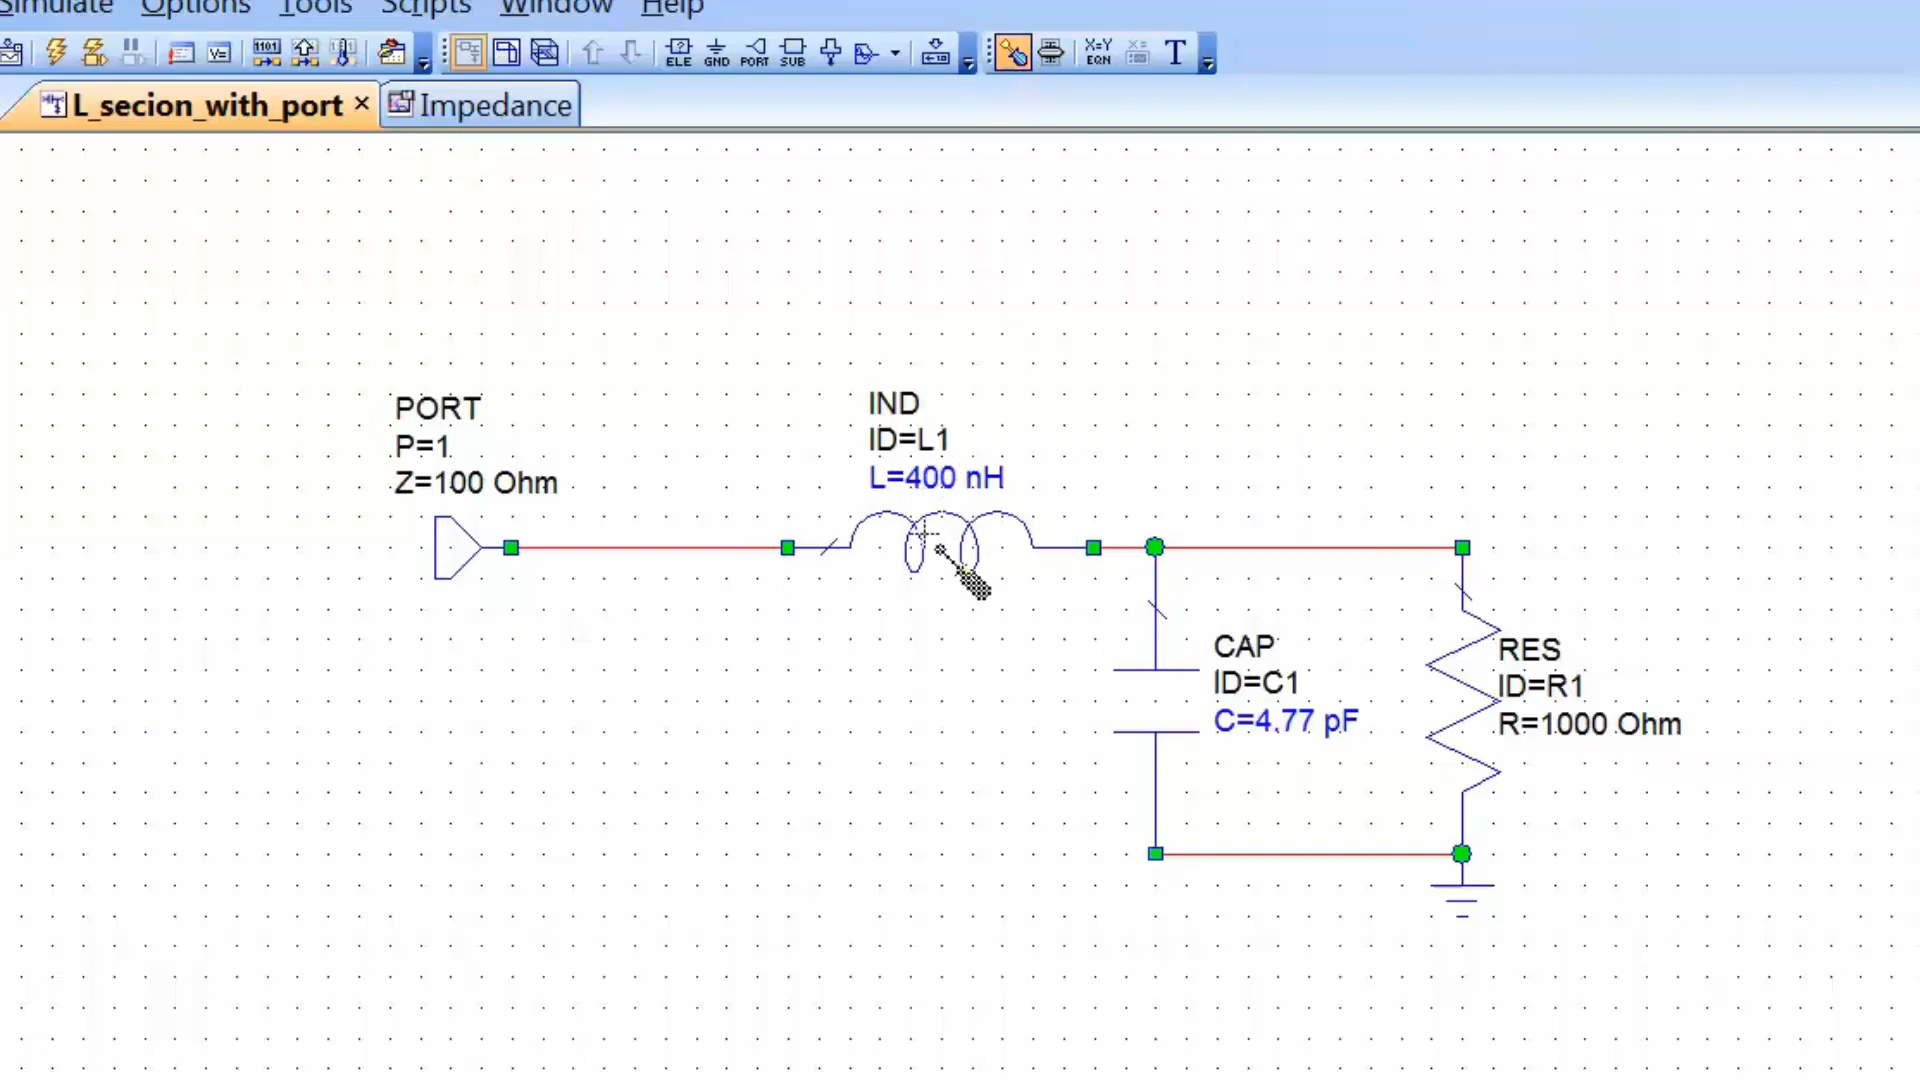 Simulate Options Tools Scripts Window Help
1101 ELE GND PORT SUB X=Y EQN T
L_secion_with_port × Impedance
PORT
P=1
Z=100 Ohm
IND
ID=L1
L=400 nH
CAP
ID=C1
C=4.77 pF
RES
ID=R1
R=1000 Ohm